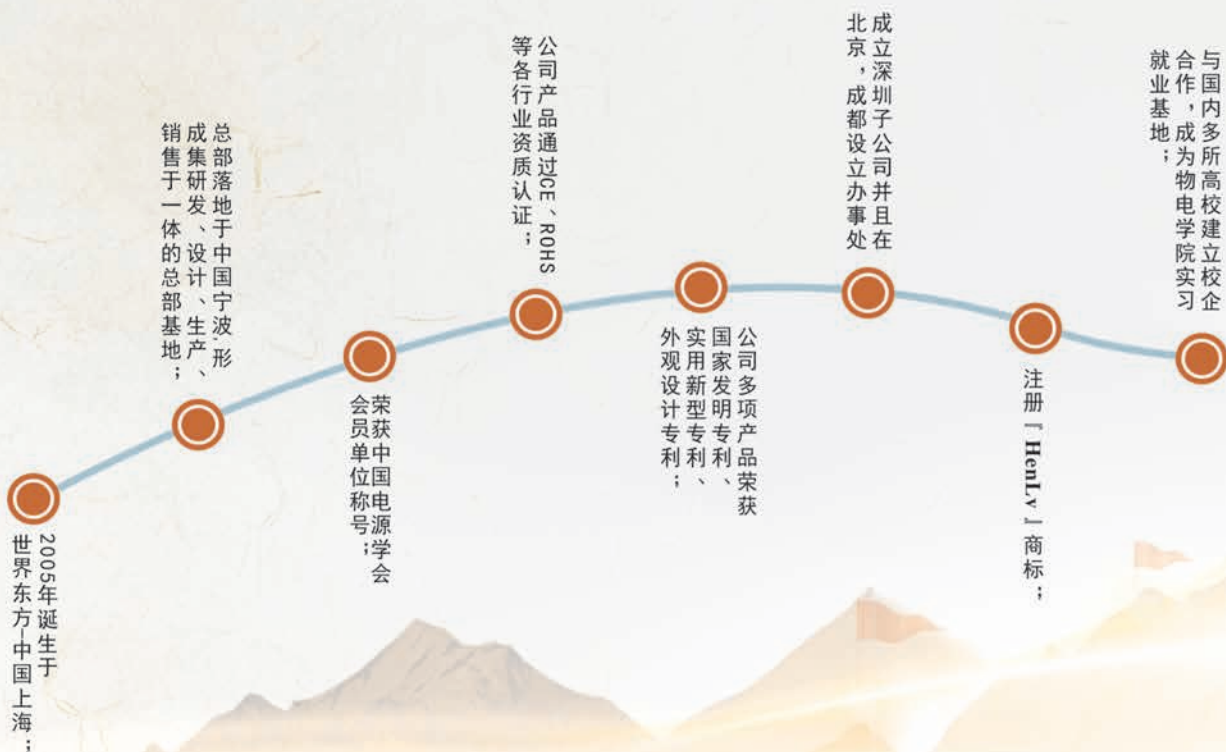 2005年诞生于
世界东方-中国上海；
总部落地于中国宁波,形
成集研发、设计、生产、
销售于一体的总部基地；
荣获中国电源学会
会员单位称号；
公司产品通过CE、ROHS
等各行业资质认证；
公司多项产品荣获
国家发明专利、
实用新型专利、
外观设计专利；
成立深圳子公司并且在
北京，成都设立办事处
注册『HenLv』商标；
与国内多所高校建立校企
合作，成为物电学院实习
就业基地；